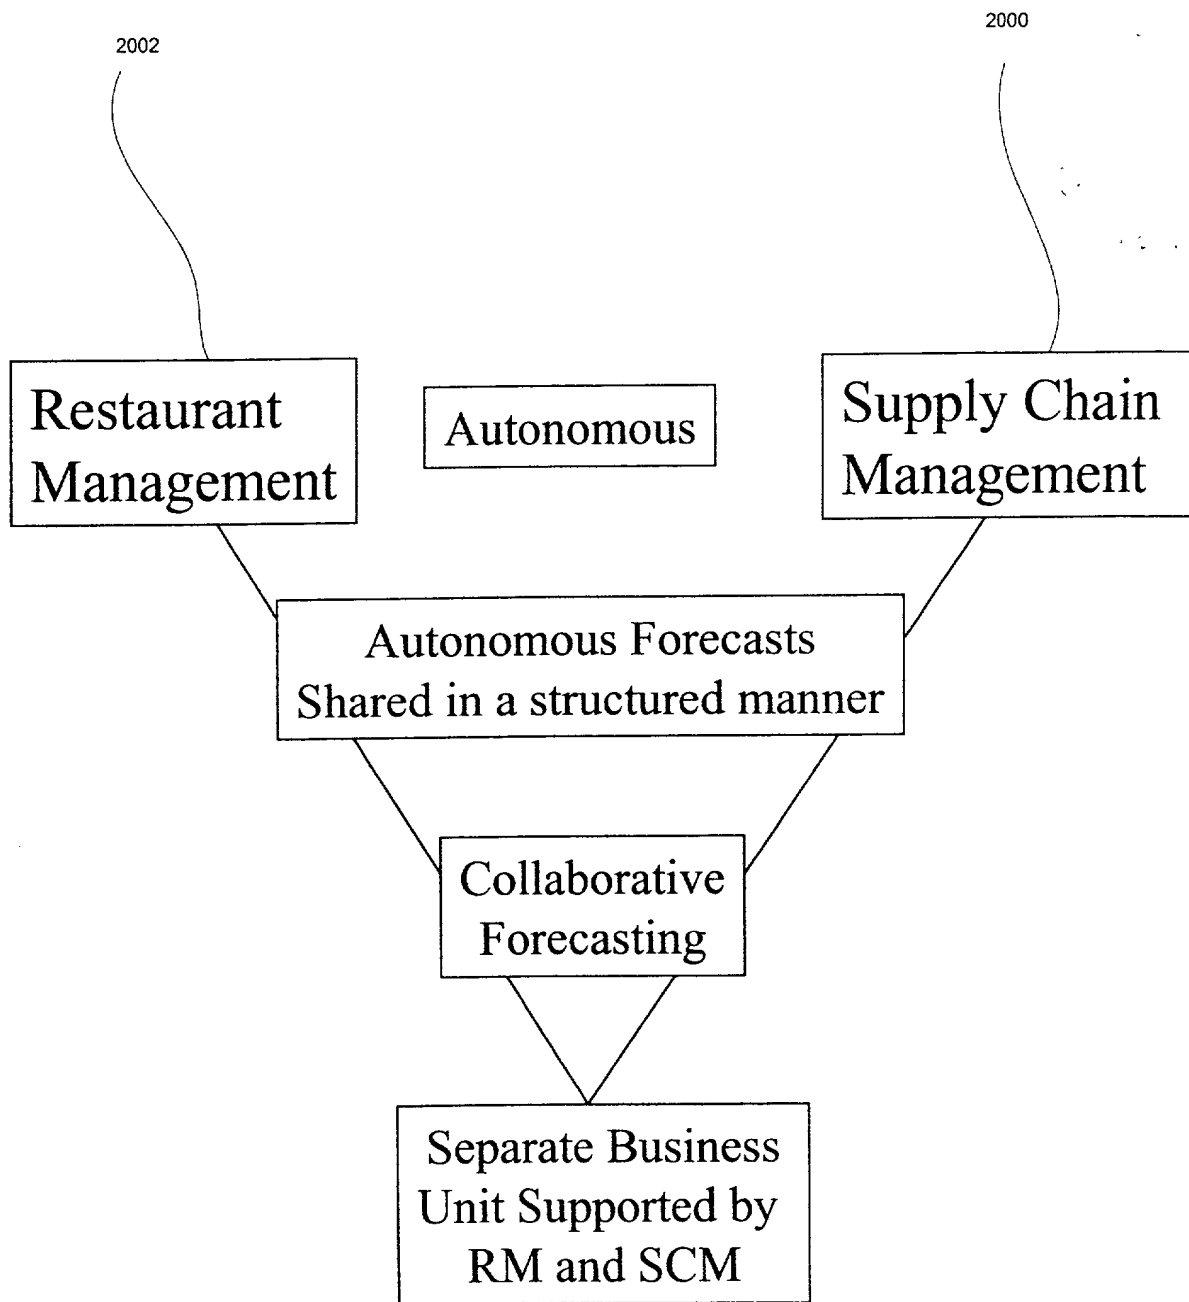 2002
2000
Restaurant
Management
Autonomous
Supply Chain
Management
Autonomous Forecasts
Shared in a structured manner
Collaborative
Forecasting
Separate Business
Unit Supported by
RM and SCM